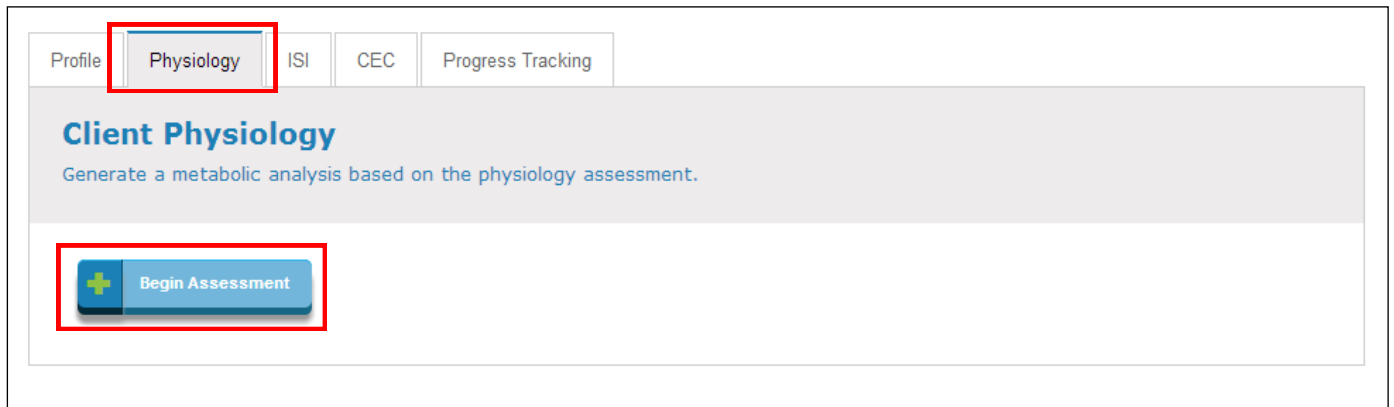 Profile Physiology ISI CEC Progress Tracking
Client Physiology
Generate a metabolic analysis based on the physiology assessment.
Begin Assessment